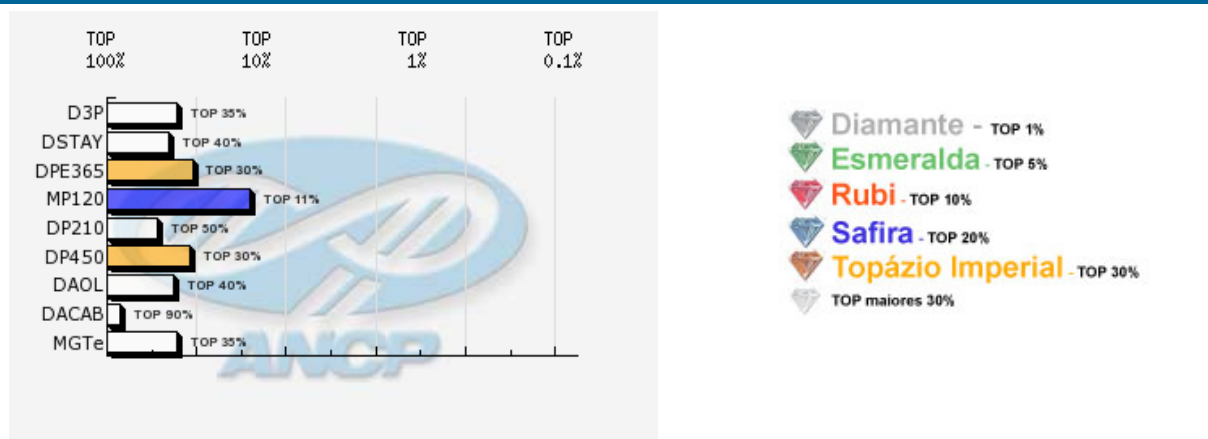 TOP TOP TOP TOP
100% 10% 1% 0.1%
D3P TOP 35%
DSTAY TOP 40%
DPE365 TOP 30%
MP120 TOP 11%
DP210 TOP 50%
DP450 TOP 30%
DAOL TOP 40%
DACAB TOP 90%
MGTe TOP 35%
ANCP
Diamante - TOP 1%
Esmeralda - TOP 5%
Rubi - TOP 10%
Safira - TOP 20%
Topázio Imperial - TOP 30%
TOP maiores 30%